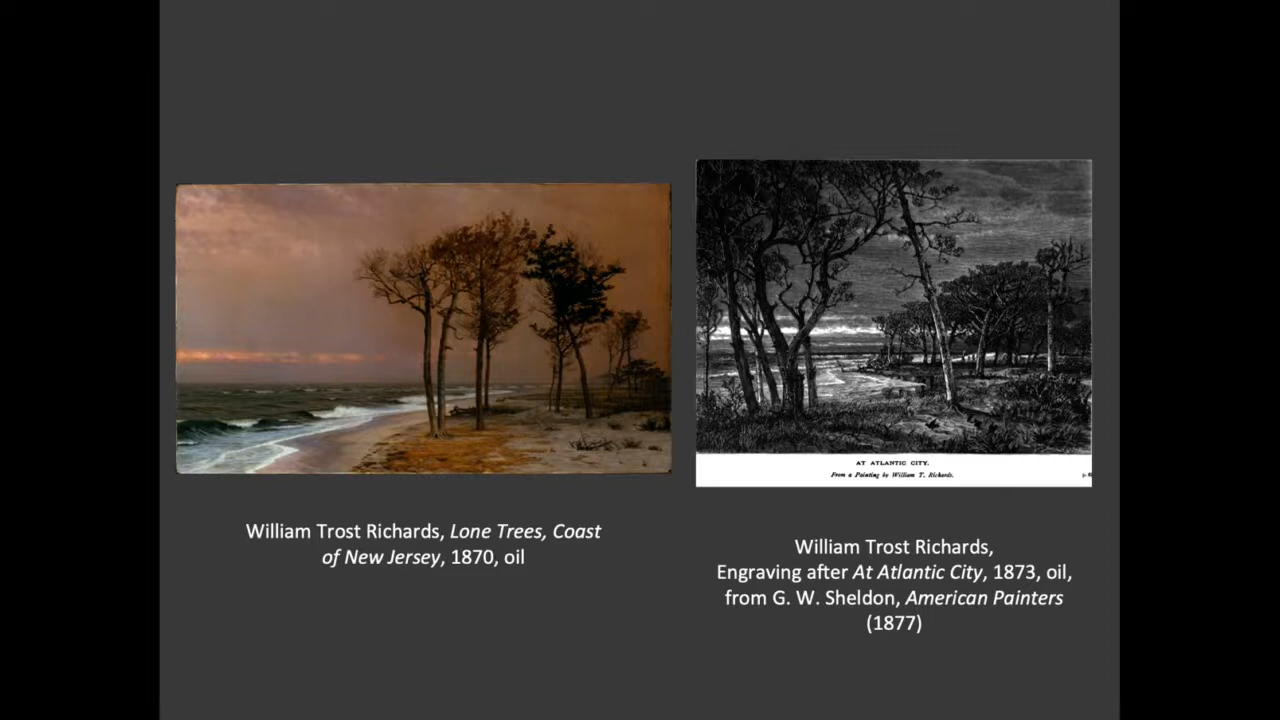 William Trost Richards, Lone Trees, Coast
of New Jersey, 1870, oil
AT ATLANTIC CITY.
From a Painting by William T. Richards.
William Trost Richards,
Engraving after At Atlantic City, 1873, oil,
from G. W. Sheldon, American Painters
(1877)